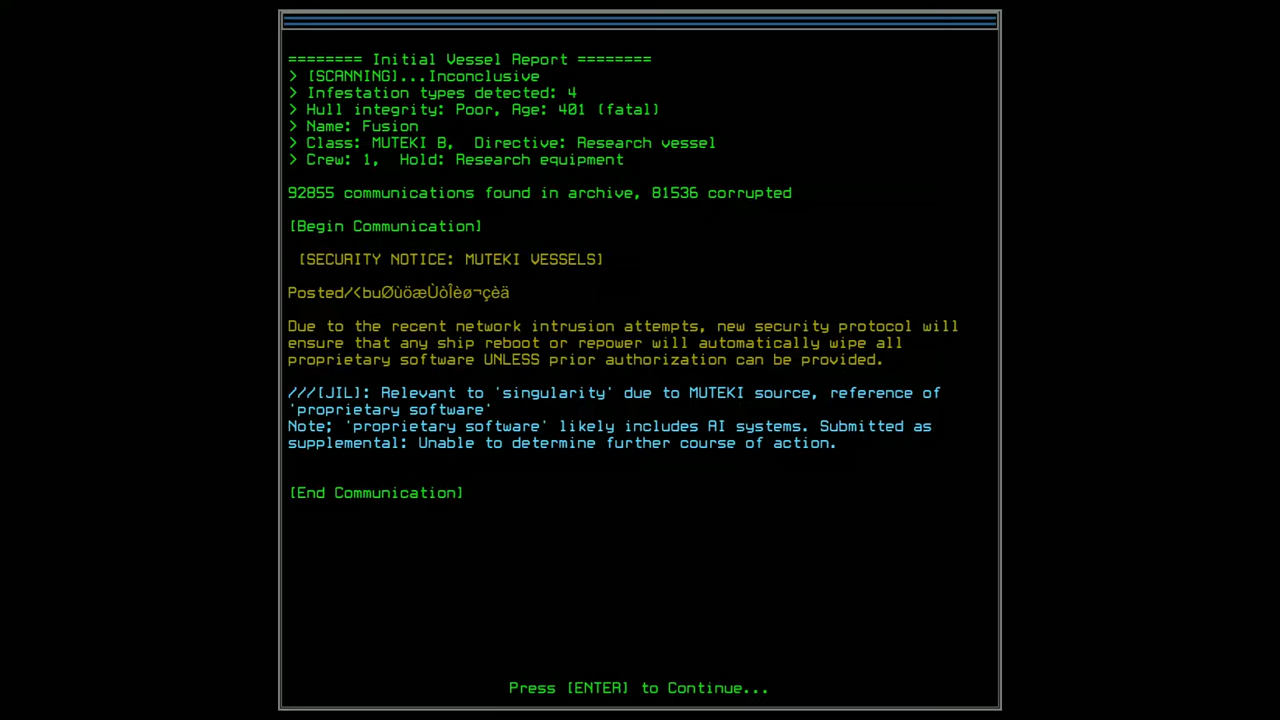 ======== Initial Vessel Report ========
> [SCANNING]...Inconclusive
> Infestation types detected: 4
> Hull integrity: Poor, Age: 401 (fatal)
> Name: Fusion
> Class: MUTEKI B,  Directive: Research vessel
> Crew: 1,  Hold: Research equipment
92855 communications found in archive, 81536 corrupted
[Begin Communication]
[SECURITY NOTICE: MUTEKI VESSELS]
Posted/<buØùöæÙòÎèø¬çèä
Due to the recent network intrusion attempts, new security protocol will
ensure that any ship reboot or repower will automatically wipe all
proprietary software UNLESS prior authorization can be provided.
///[JIL]: Relevant to 'singularity' due to MUTEKI source, reference of
'proprietary software'
Note; 'proprietary software' likely includes AI systems. Submitted as
supplemental: Unable to determine further course of action.
[End Communication]
Press [ENTER] to Continue...